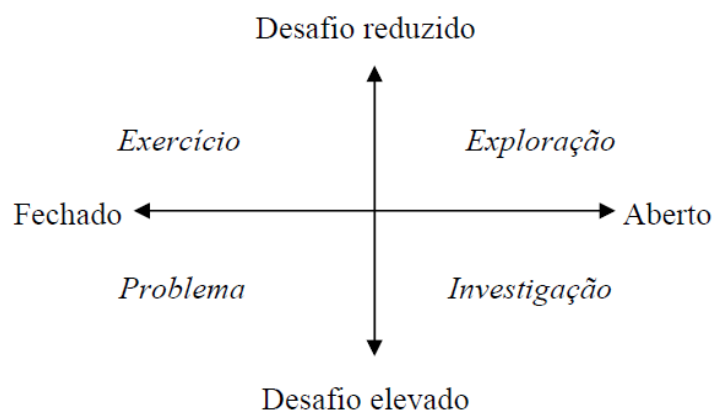 Desafio reduzido
Exercício
Exploração
Fechado
Aberto
Problema
Investigação
Desafio elevado